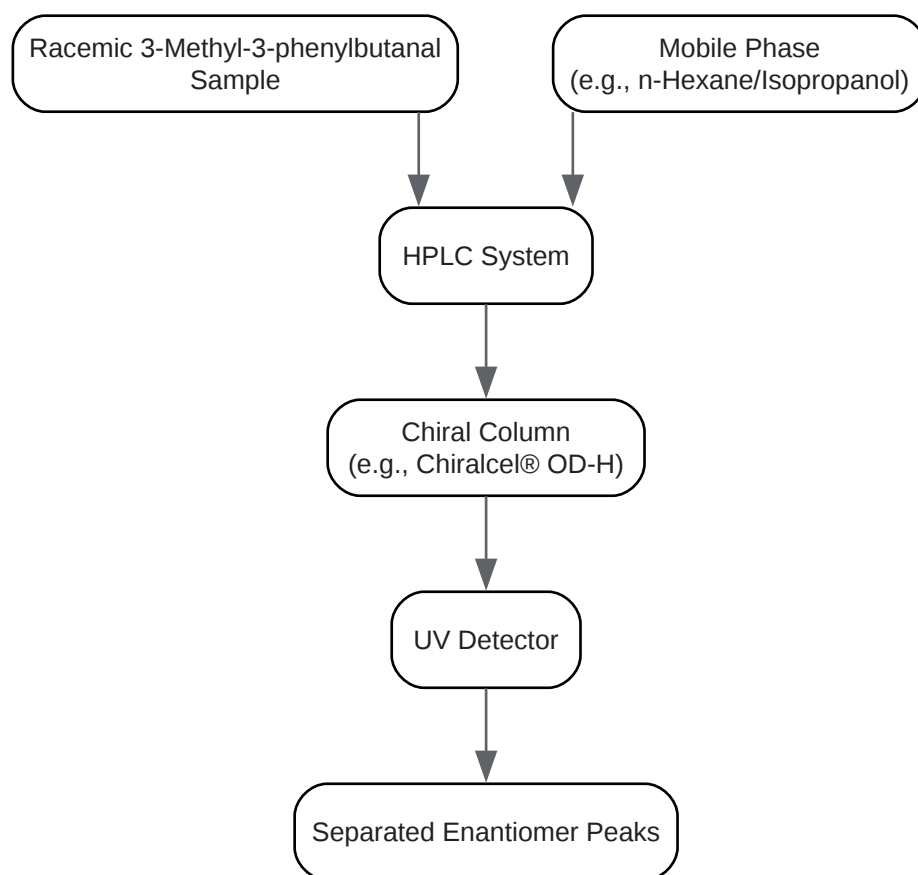 Racemic 3-Methyl-3-phenylbutanal
Sample
Mobile Phase
(e.g., n-Hexane/Isopropanol)
HPLC System
Chiral Column
(e.g., Chiralcel® OD-H)
UV Detector
Separated Enantiomer Peaks